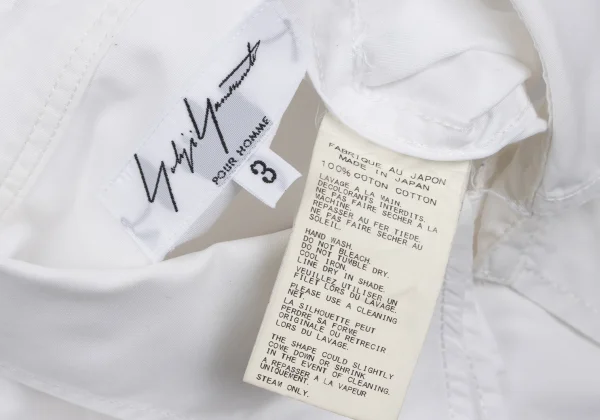 Yohji Yamamoto
POUR HOMME
3
FABRIQUE AU JAPON
MADE IN JAPAN
100% COTON COTTON
LAVAGE A LA MAIN.
DECOLORANTS INTERDITS.
NE PAS FAIRE SECHER A LA
MACHINE.
REPASSER AU FER TIEDE.
NE PAS FAIRE SECHER AU
SOLEIL.
HAND WASH.
DO NOT BLEACH.
DO NOT TUMBLE DRY.
COOL IRON.
LINE DRY IN SHADE.
VEUILLEZ UTILISER UN
FILET LORS DU LAVAGE.
PLEASE USE A CLEANING
NET.
LA SILHOUETTE PEUT
PERDRE SA FORME
ORIGINALE OU RETRECIR
LORS DU LAVAGE.
THE SHAPE COULD SLIGHTLY
COME DOWN OR SHRINK
IN THE EVENT OF CLEANING.
A REPASSER A LA VAPEUR
UNIQUEMENT.
STEAM ONLY.